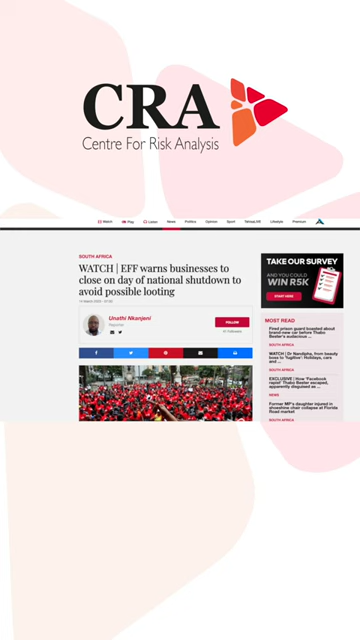 CRA
Centre For Risk Analysis
Watch Play Listen News Politics Opinion Sport TshisaLIVE Lifestyle Premium
SOUTH AFRICA
WATCH | EFF warns businesses to
close on day of national shutdown to
avoid possible looting
Unathi Nkanjeni
Reporter
FOLLOW
TAKE OUR SURVEY
AND YOU COULD
WIN R5K
START HERE
MOST READ
Fired prison guard boasted about
brand-new car before Thabo
Bester's audacious ...
SOUTH AFRICA
WATCH | Dr Nandipha, from beauty
boss to 'fugitive': Holidays, cars
and ...
SOUTH AFRICA
EXCLUSIVE | How 'Facebook
rapist' Thabo Bester escaped,
apparently disguised as ...
NEWS
Former MP's daughter injured in
shoeshine chair collapse at Florida
Road market
SOUTH AFRICA